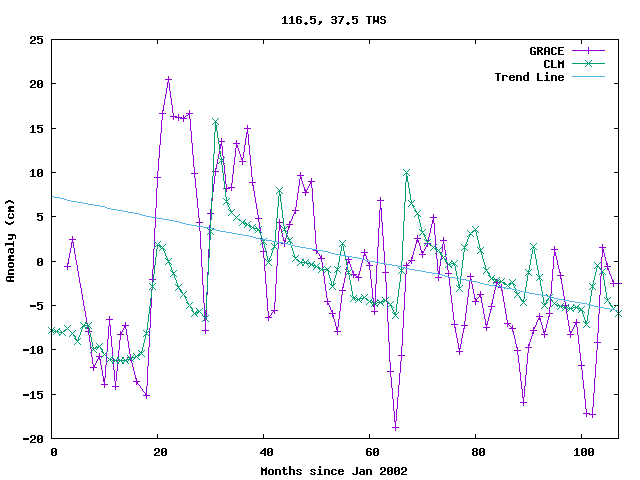 116.5, 37.5 TWS
GRACE
CLM
Trend Line
25
20
15
10
5
0
-5
-10
-15
-20
Anomaly (cm)
0 20 40 60 80 100
Months since Jan 2002